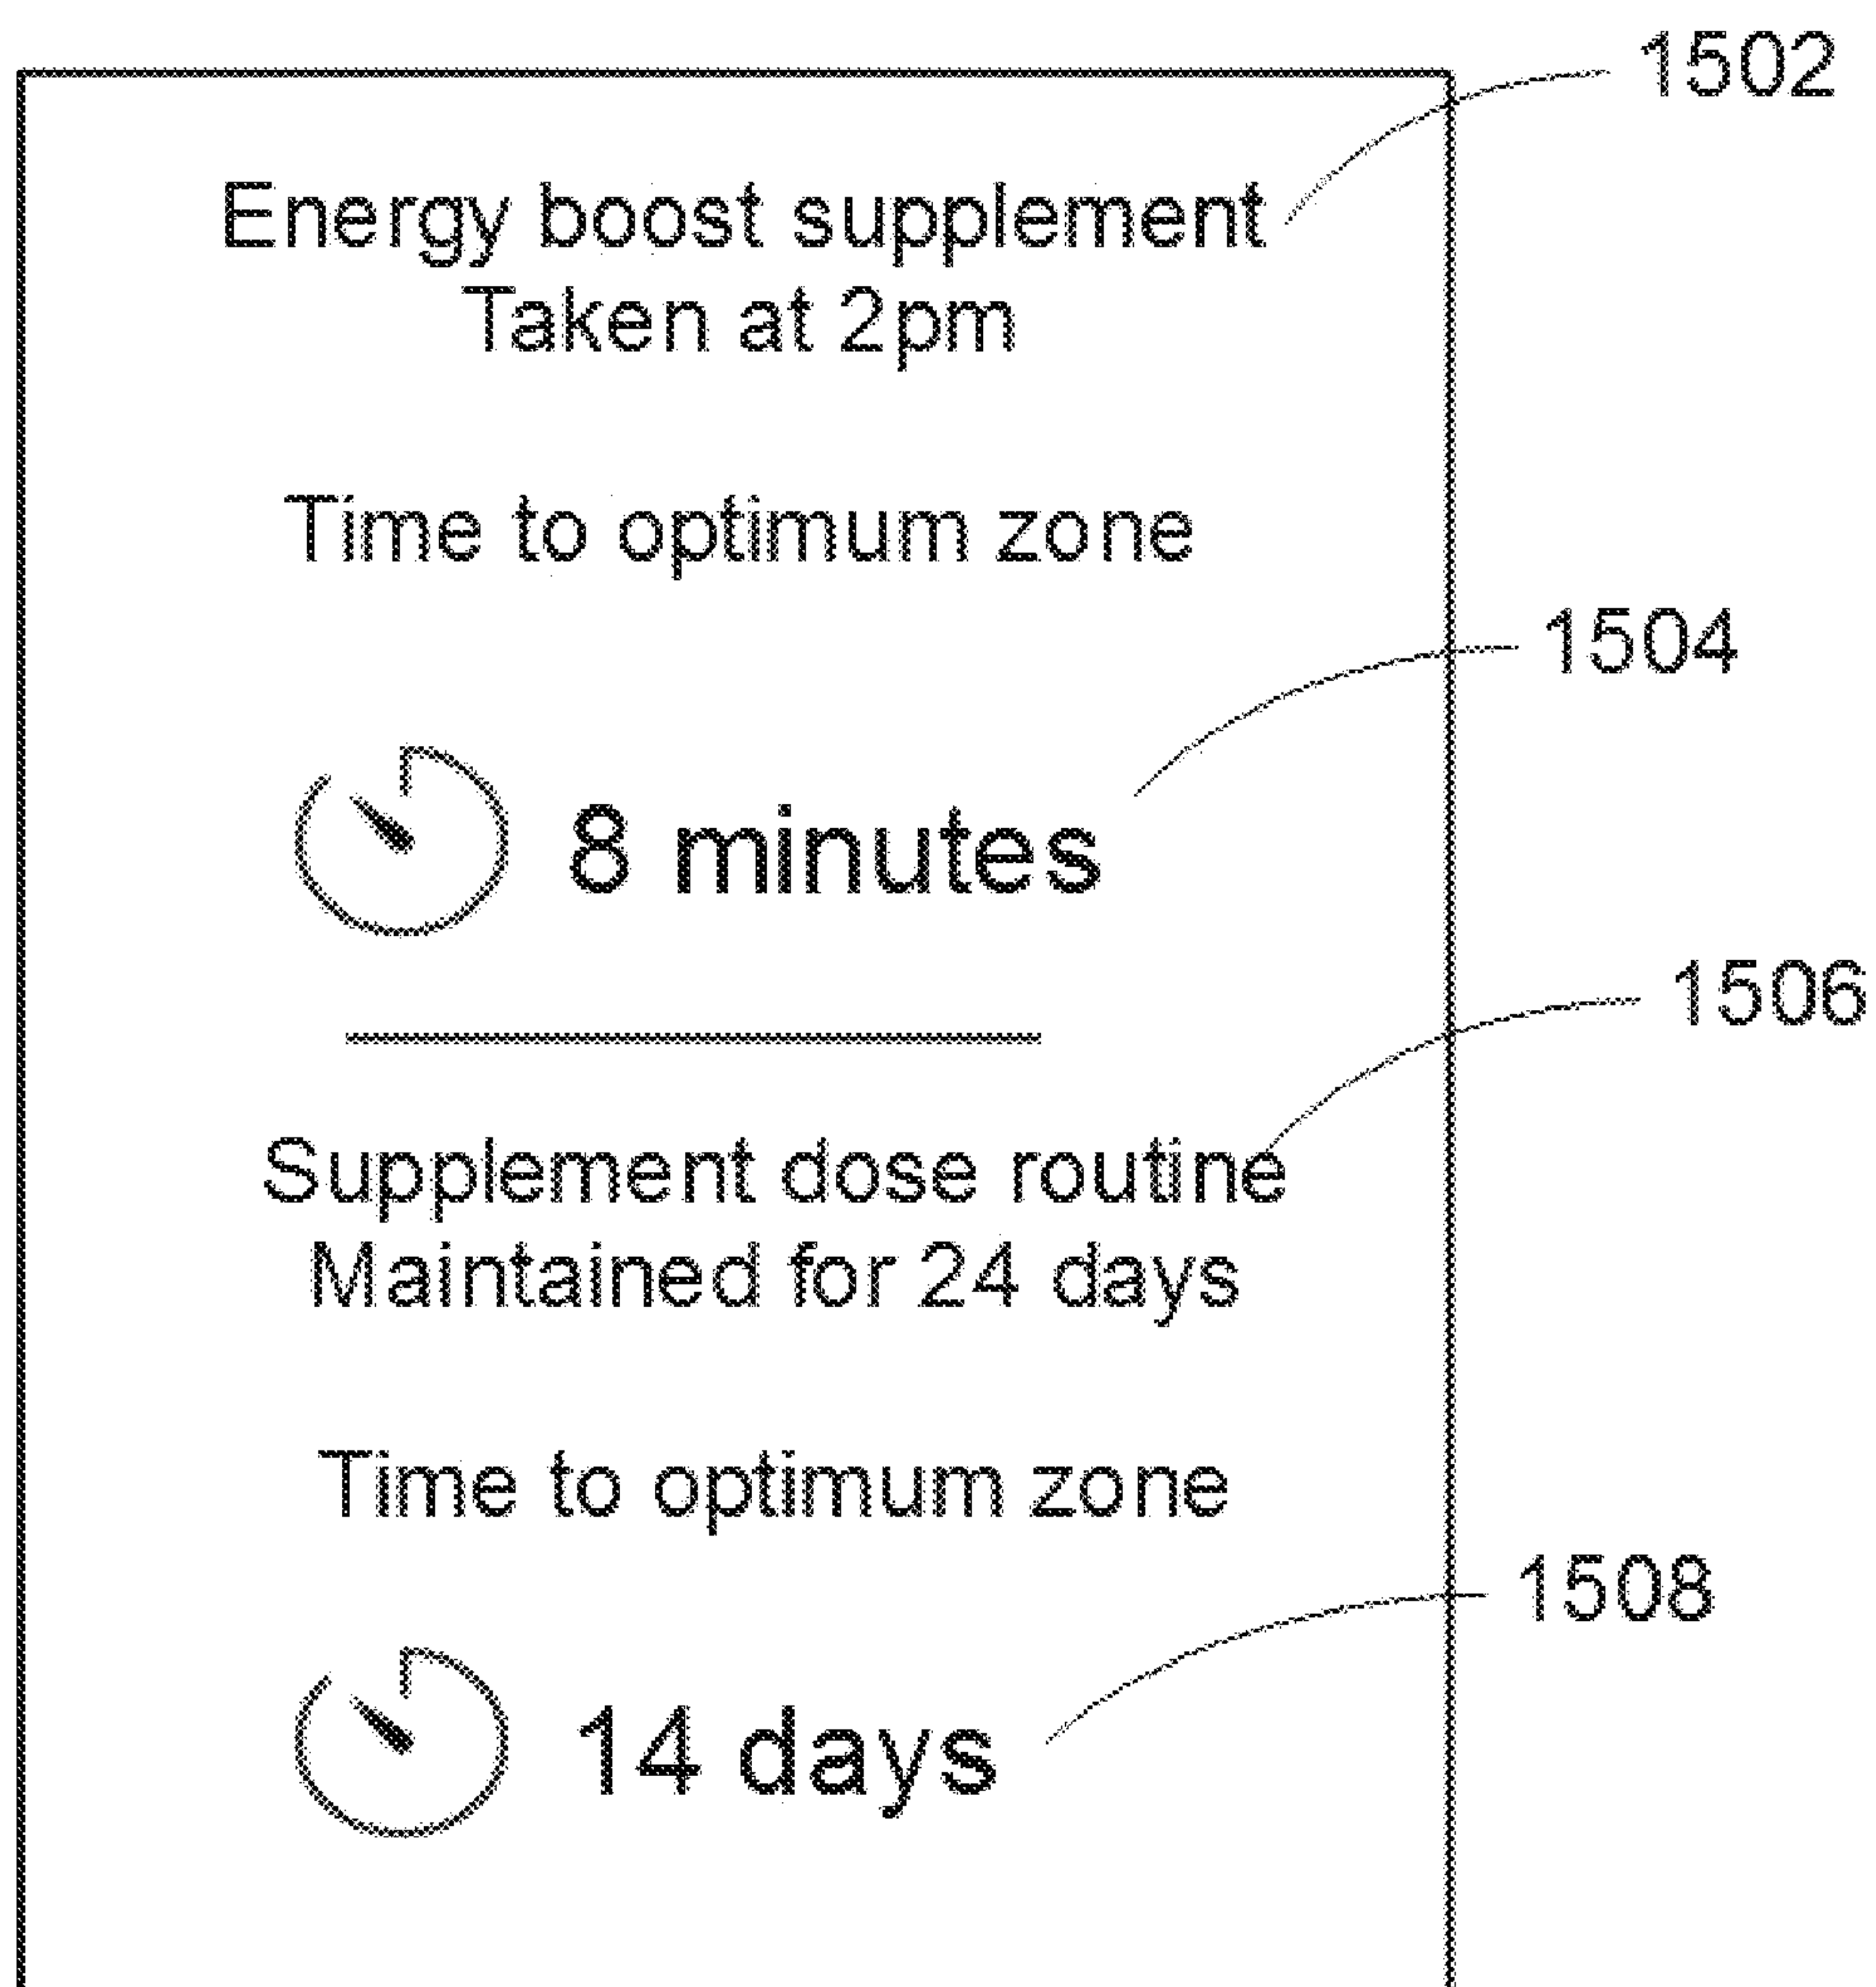 1502
Energy boost supplement
Taken at 2pm
Time to optimum zone
1504
8 minutes
1506
Supplement dose routine
Maintained for 24 days
Time to optimum zone
1508
14 days